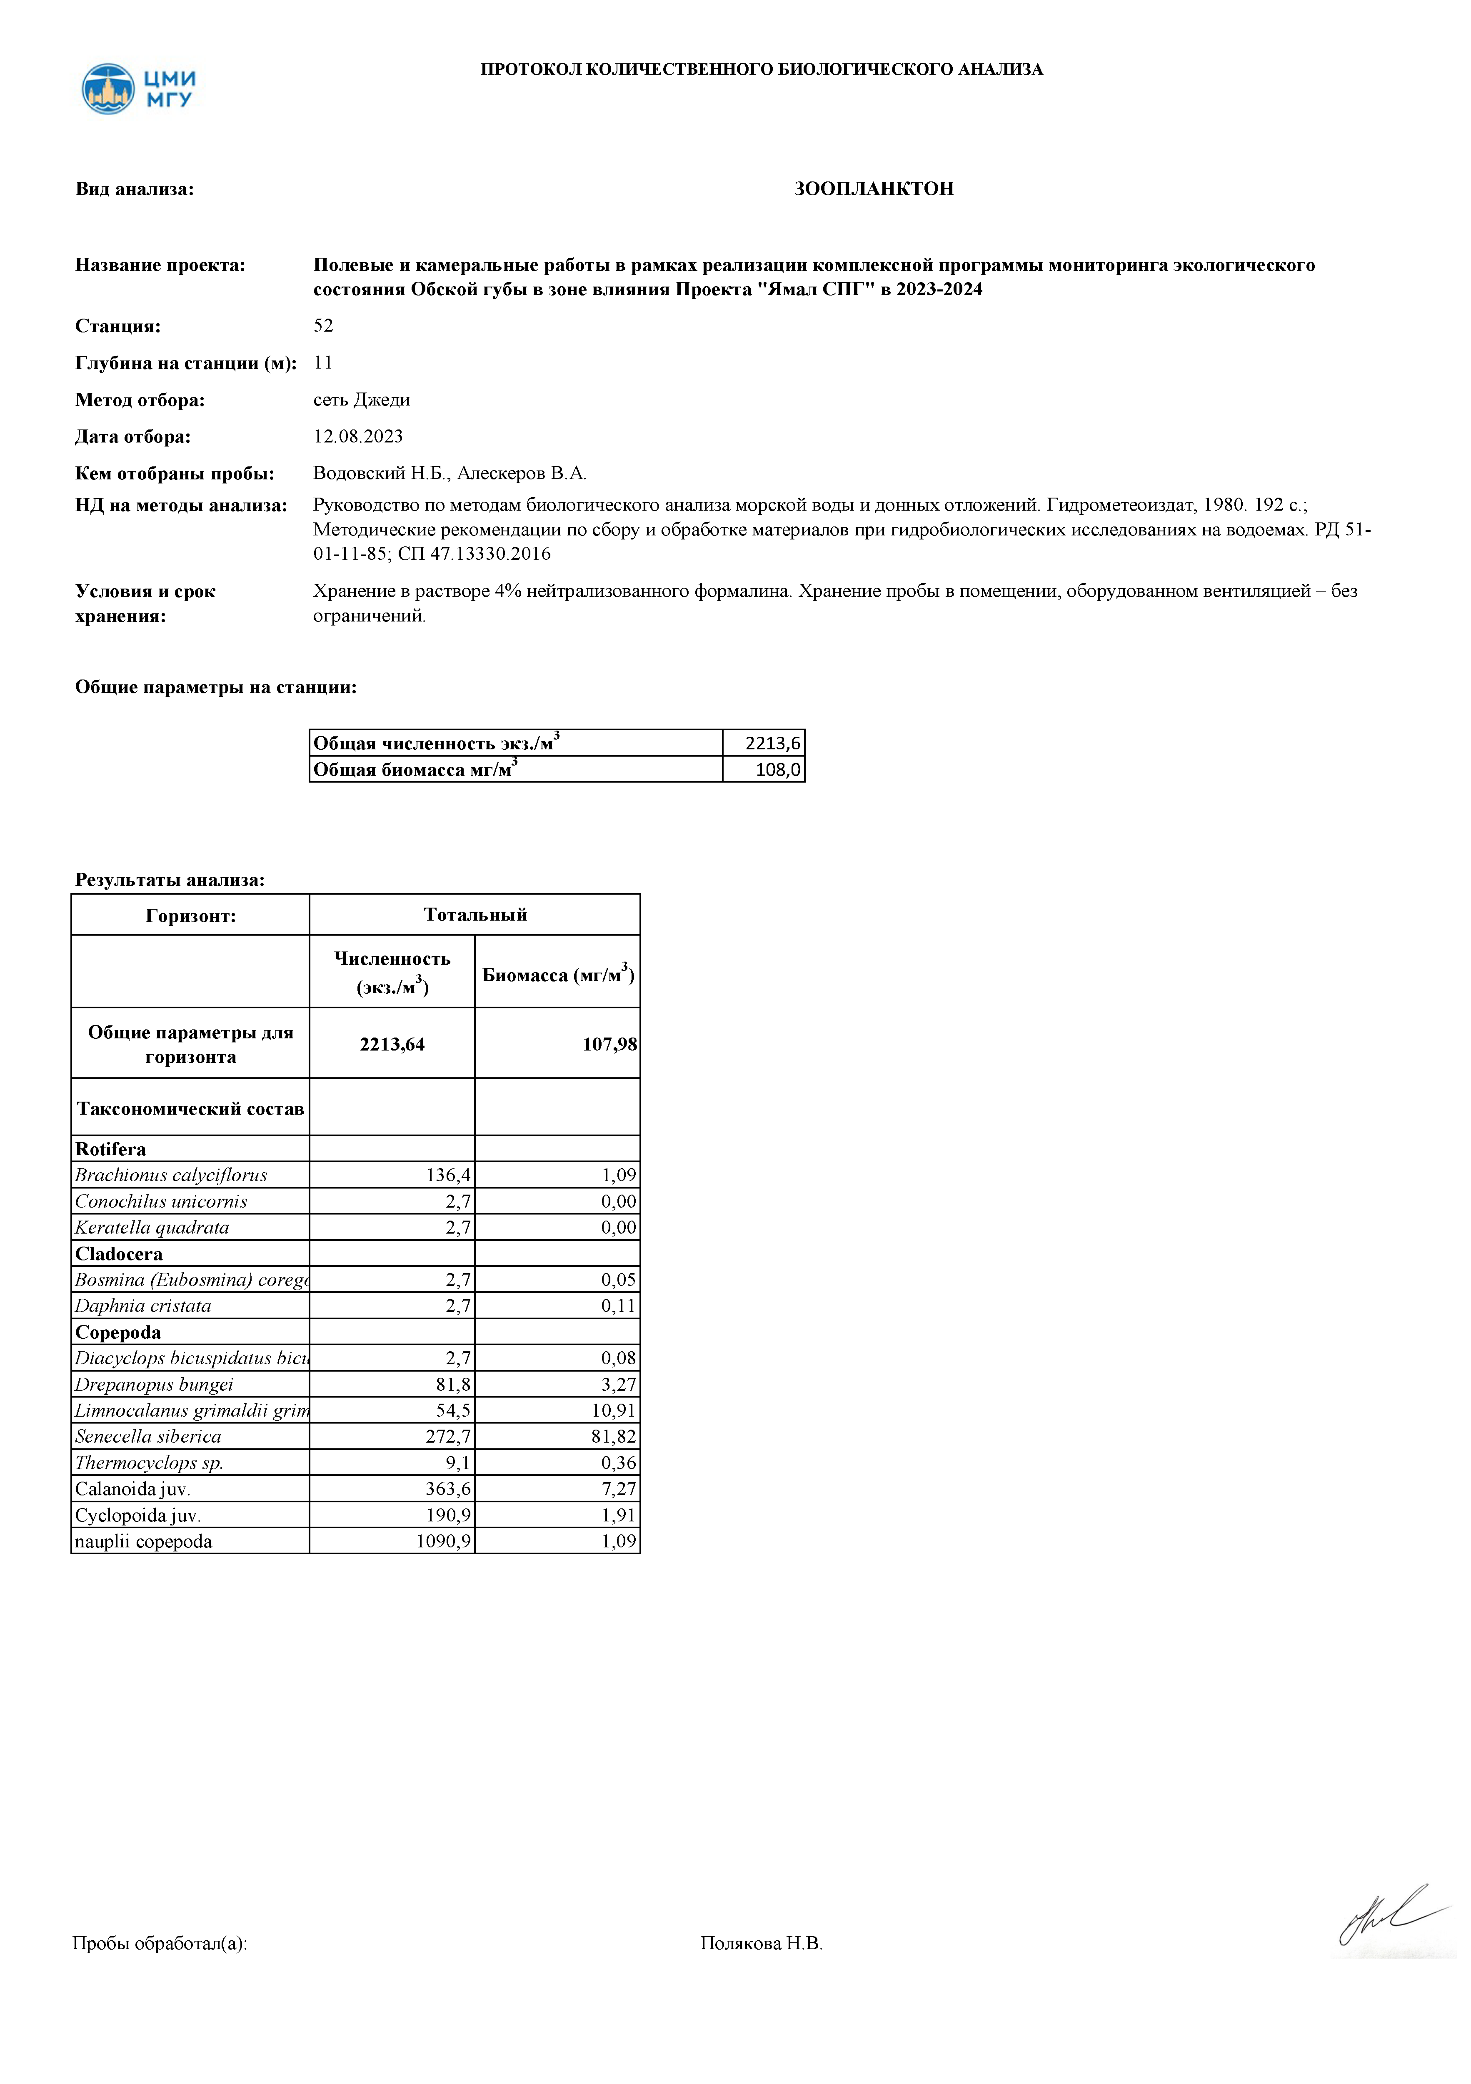 ЦМИ
МГУ
ПРОТОКОЛ КОЛИЧЕСТВЕННОГО БИОЛОГИЧЕСКОГО АНАЛИЗА
Вид анализа: ЗООПЛАНКТОН
Название проекта: Полевые и камеральные работы в рамках реализации комплексной программы мониторинга экологического
состояния Обской губы в зоне влияния Проекта "Ямал СПГ" в 2023-2024
Станция: 52
Глубина на станции (м): 11
Метод отбора: сеть Джеди
Дата отбора: 12.08.2023
Кем отобраны пробы: Водовский Н.Б., Алескеров В.А.
НД на методы анализа: Руководство по методам биологического анализа морской воды и донных отложений. Гидрометеоиздат, 1980. 192 с.;
Методические рекомендации по сбору и обработке материалов при гидробиологических исследованиях на водоемах. РД 51-
01-11-85; СП 47.13330.2016
Условия и срок хранения: Хранение в растворе 4% нейтрализованного формалина. Хранение пробы в помещении, оборудованном вентиляцией – без
ограничений.
Общие параметры на станции:
Общая численность экз./м³ 2213,6
Общая биомасса мг/м³ 108,0
Результаты анализа:
Горизонт: Тотальный
Численность (экз./м³) Биомасса (мг/м³)
Общие параметры для горизонта 2213,64 107,98
Таксономический состав
Rotifera
Brachionus calyciflorus 136,4 1,09
Conochilus unicornis 2,7 0,00
Keratella quadrata 2,7 0,00
Cladocera
Bosmina (Eubosmina) corego 2,7 0,05
Daphnia cristata 2,7 0,11
Copepoda
Diacyclops bicuspidatus bicu 2,7 0,08
Drepanopus bungei 81,8 3,27
Limnocalanus grimaldii grim 54,5 10,91
Senecella siberica 272,7 81,82
Thermocyclops sp. 9,1 0,36
Calanoida juv. 363,6 7,27
Cyclopoida juv. 190,9 1,91
nauplii copepoda 1090,9 1,09
Пробы обработал(а): Полякова Н.В.